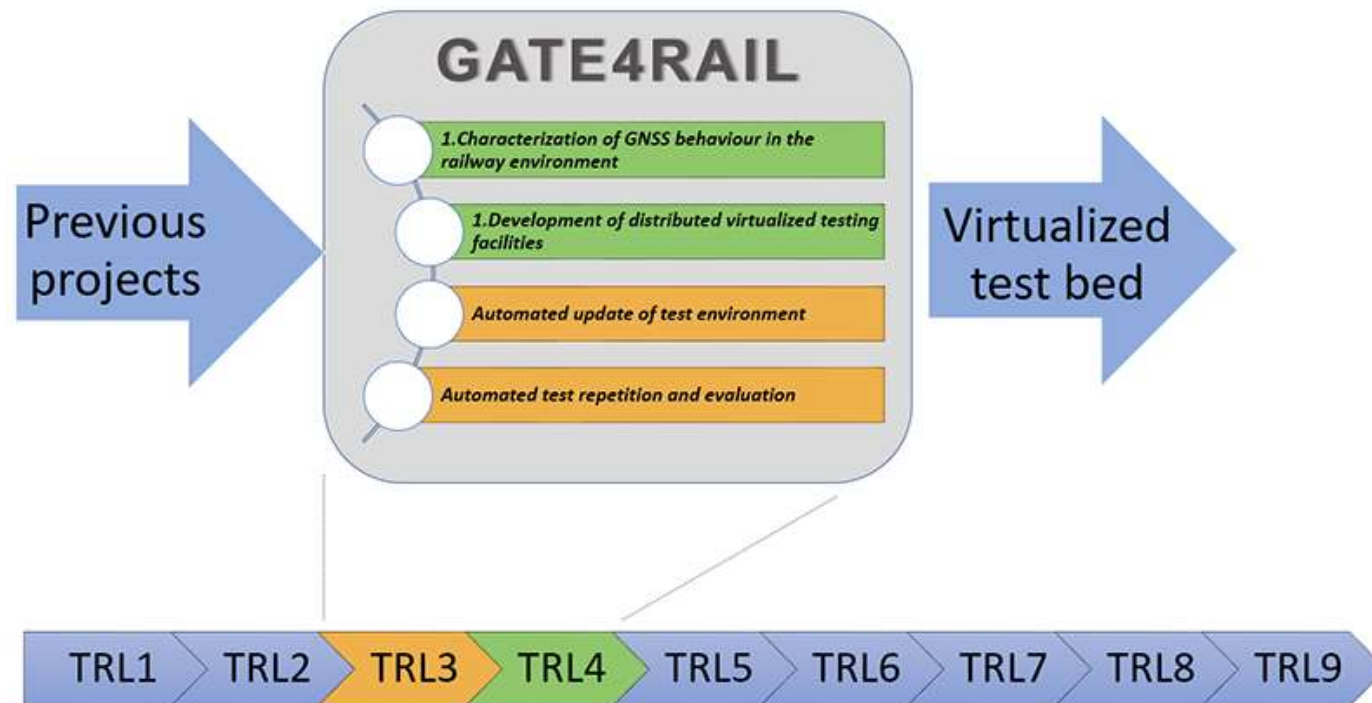 GATE4RAIL
1.Characterization of GNSS behaviour in the
railway environment
1.Development of distributed virtualized testing
facilities
Automated update of test environment
Automated test repetition and evaluation
Previous
projects
Virtualized
test bed
TRL1 TRL2 TRL3 TRL4 TRL5 TRL6 TRL7 TRL8 TRL9